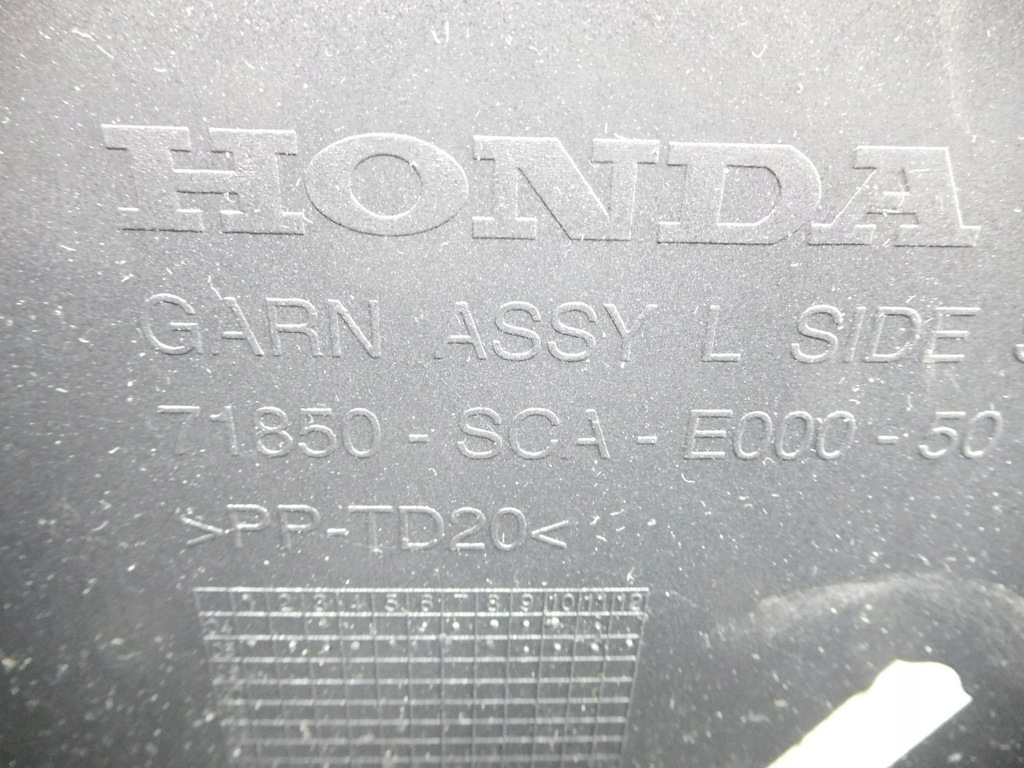 HONDA
GARN ASSY L SIDE
71850-SCA-E000-50
>PP-TD20<
1 2 3 4 5 6 7 8 9 10 11 12